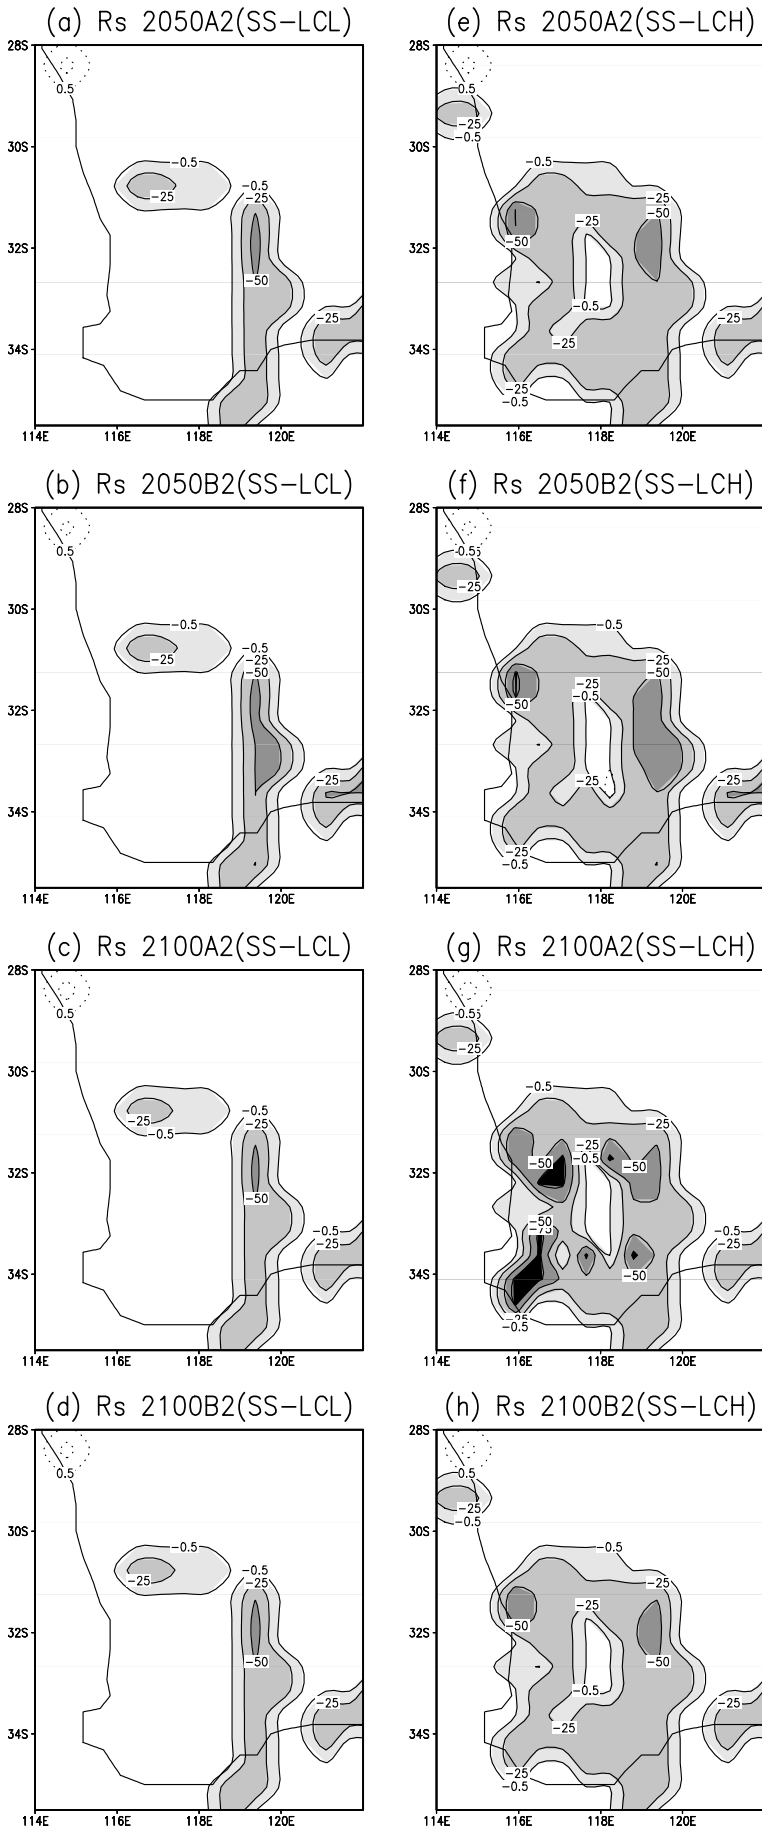 (a) Rs 2050A2(SS-LCL)
28S
30S
32S
34S
114E 116E 118E 120E
0.5
-0.5
-25
-0.5
-25
-50
-25
(e) Rs 2050A2(SS-LCH)
28S
30S
32S
34S
114E 116E 118E 120E
0.5
-25
-0.5
-0.5
-25
-50
-25
-50
-0.5
-25
-25
-25
-0.5
(b) Rs 2050B2(SS-LCL)
28S
30S
32S
34S
114E 116E 118E 120E
0.5
-0.5
-25
-0.5
-25
-50
-25
(f) Rs 2050B2(SS-LCH)
28S
30S
32S
34S
114E 116E 118E 120E
-25
-0.5
-25
-50
-25
-0.5
-50
-25
-25
-25
-0.5
(c) Rs 2100A2(SS-LCL)
28S
30S
32S
34S
114E 116E 118E 120E
0.5
-25
-0.5
-0.5
-25
-50
-0.5
-25
(g) Rs 2100A2(SS-LCH)
28S
30S
32S
34S
114E 116E 118E 120E
-25
-0.5
-25
-25
-0.5
-50
-50
-50
-75
-50
-25
-25
-0.5
(d) Rs 2100B2(SS-LCL)
28S
30S
32S
34S
114E 116E 118E 120E
0.5
-0.5
-25
-0.5
-25
-50
-25
(h) Rs 2100B2(SS-LCH)
28S
30S
32S
34S
114E 116E 118E 120E
0.5
-25
-0.5
-0.5
-25
-25
-50
-50
-0.5
-25
-25
-25
-0.5